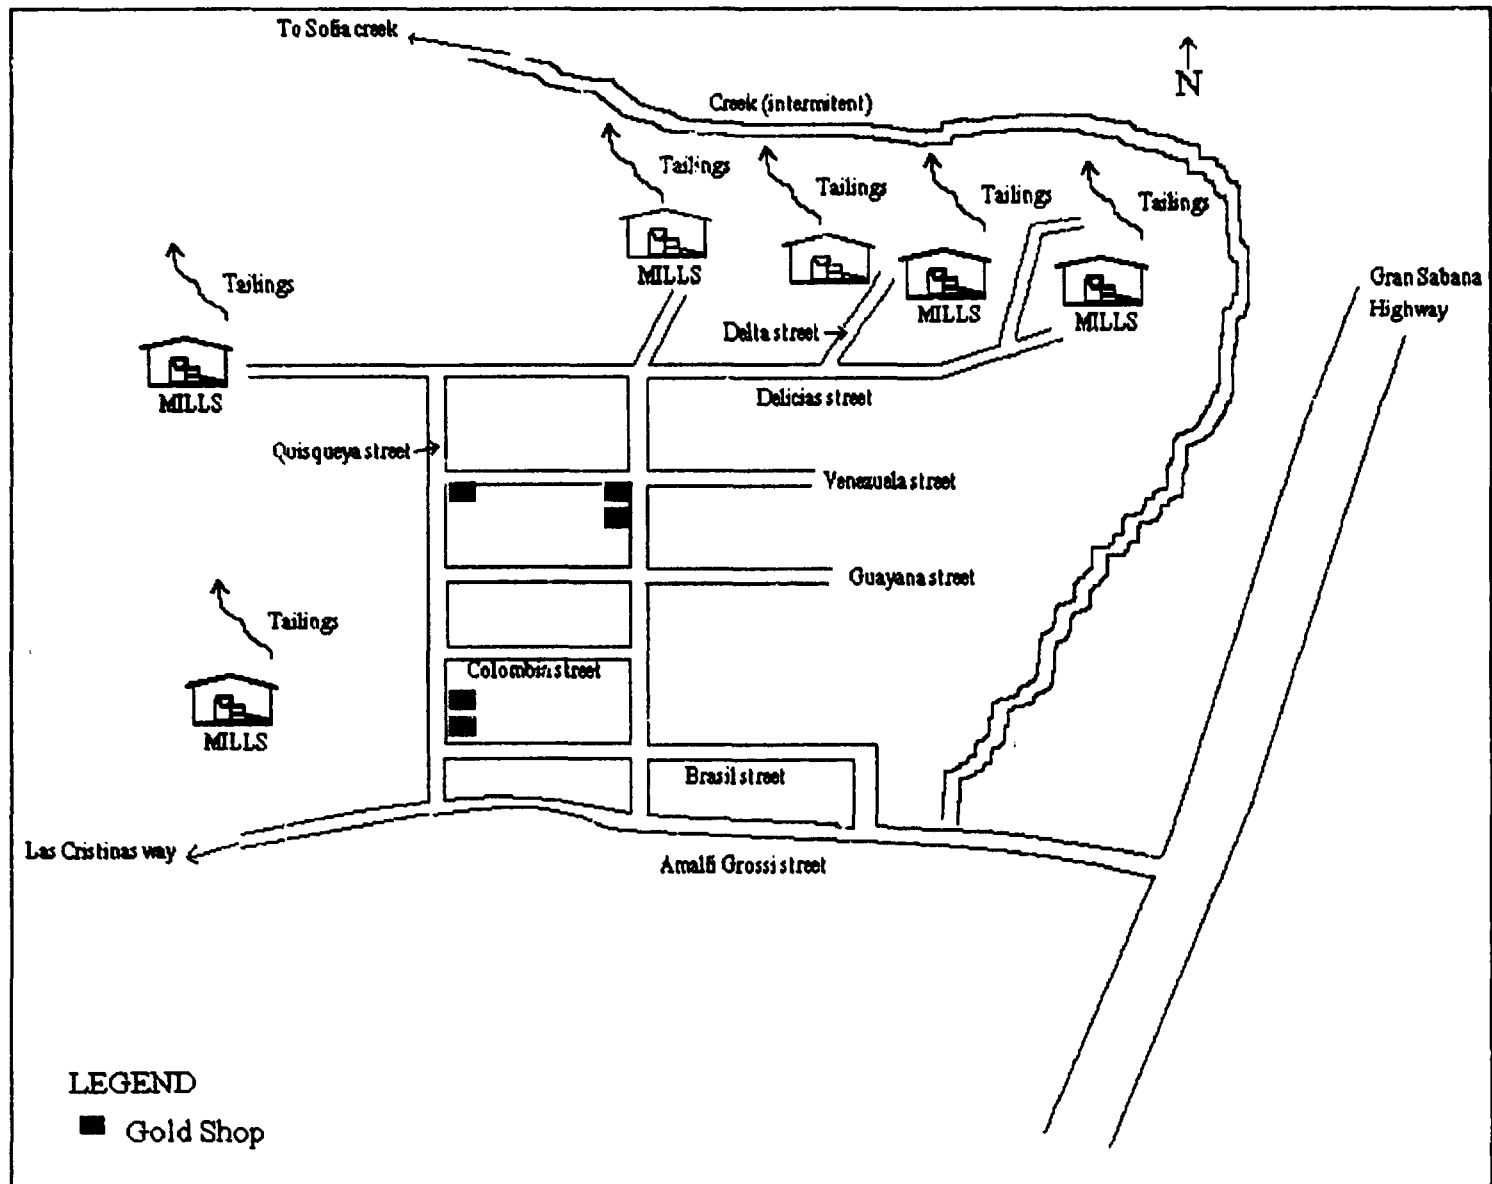 To Sofia creek
N
Creek (intermitent)
Tailings
Tailings
Tailings
Tailings
MILLS
MILLS
MILLS
Gran Sabana
Highway
Tailings
Delta street
MILLS
Delicias street
Quisqueya street
Venezuela street
Guayana street
Tailings
Colombia street
MILLS
Brasil street
Las Cristinas way
Amalfi Grossi street
LEGEND
Gold Shop